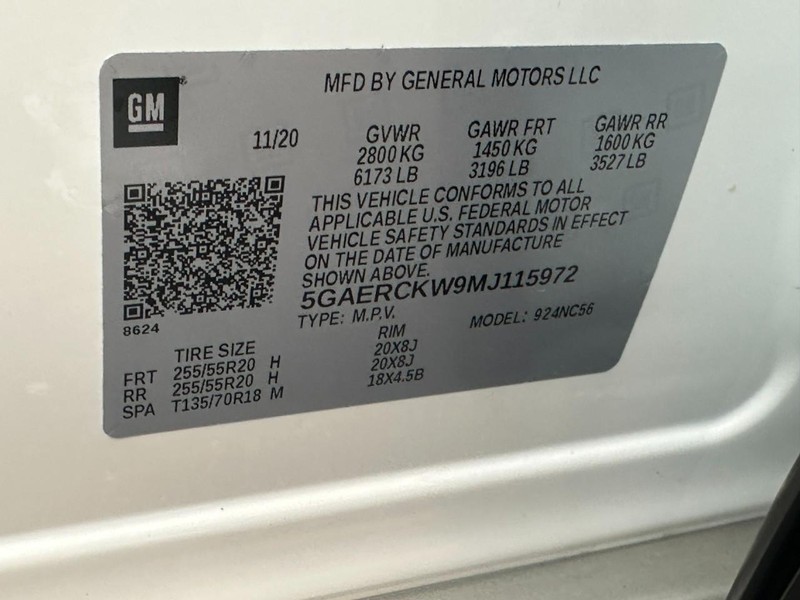 GM
MFD BY GENERAL MOTORS LLC
11/20 GVWR GAWR FRT GAWR RR
2800 KG 1450 KG 1600 KG
6173 LB 3196 LB 3527 LB
THIS VEHICLE CONFORMS TO ALL
APPLICABLE U.S. FEDERAL MOTOR
VEHICLE SAFETY STANDARDS IN EFFECT
ON THE DATE OF MANUFACTURE
SHOWN ABOVE.
5GAERCKW9MJ115972
8624
TYPE: M.P.V. MODEL: 924NC56
TIRE SIZE RIM
FRT 255/55R20 H 20X8J
RR 255/55R20 H 20X8J
SPA T135/70R18 M 18X4.5B